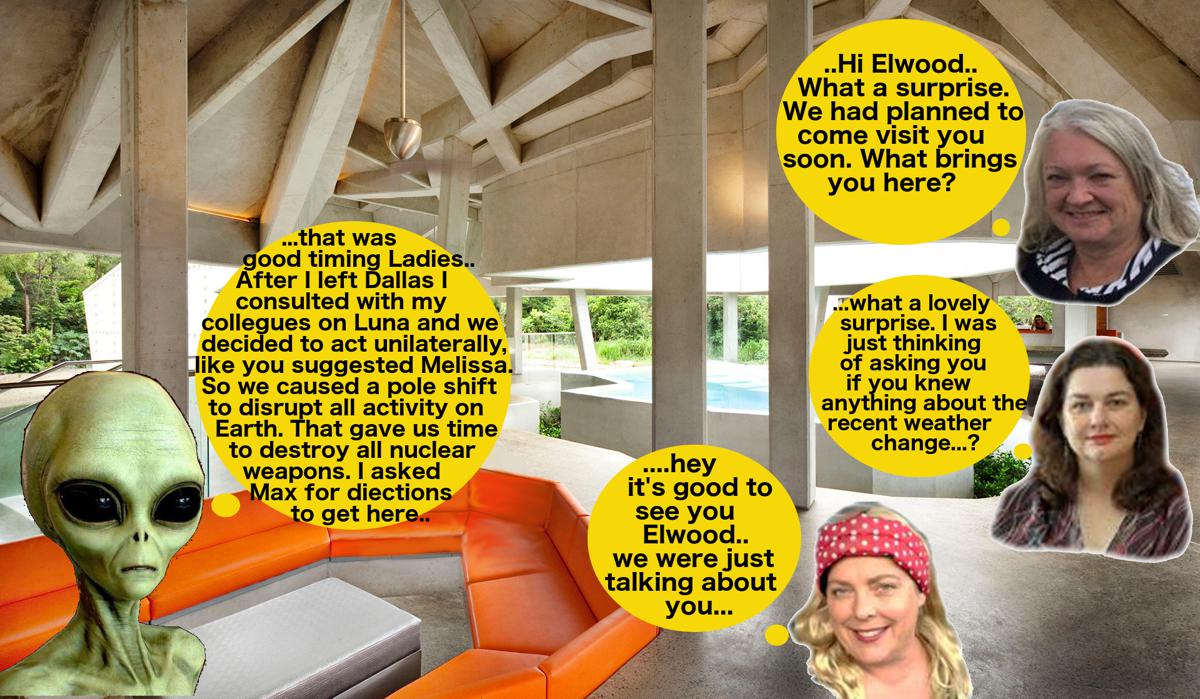 ..Hi Elwood..
What a surprise.
We had planned to
come visit you
soon. What brings
you here?
...that was
good timing Ladies..
After I left Dallas I
consulted with my
collegues on Luna and we
decided to act unilaterally,
like you suggested Melissa.
So we caused a pole shift
to disrupt all activity on
Earth. That gave us time
to destroy all nuclear
weapons. I asked
Max for diections
to get here..
...what a lovely
surprise. I was
just thinking
of asking you
if you knew
anything about the
recent weather
change...?
....hey
it's good to
see you
Elwood..
we were just
talking about
you...